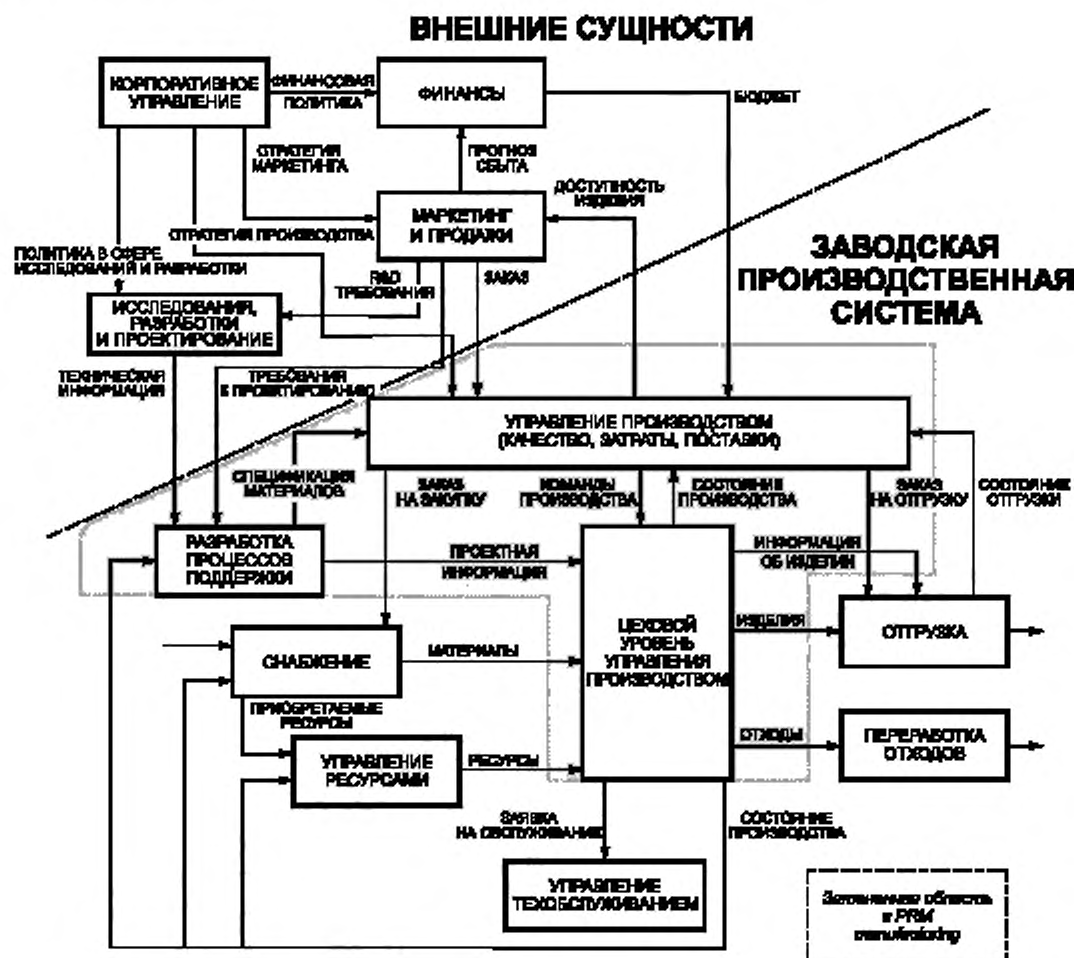 ВНЕШНИЕ СУЩНОСТИ
КОРПОРАТИВНОЕ
УПРАВЛЕНИЕ
ФИНАНСОВАЯ
ПОЛИТИКА
ФИНАНСЫ
БЮДЖЕТ
СТРАТЕГИЯ
МАРКЕТИНГА
ПРОГНОЗ
СБЫТА
ДОСТУПНОСТЬ
ИЗДЕЛИЯ
МАРКЕТИНГ
И ПРОДАЖИ
СТРАТЕГИЯ ПРОИЗВОДСТВА
ПОЛИТИКА В СФЕРЕ
ИССЛЕДОВАНИЙ И РАЗРАБОТКИ
R&D
ТРЕБОВАНИЯ
ЗАКАЗ
ЗАВОДСКАЯ
ПРОИЗВОДСТВЕННАЯ
СИСТЕМА
ИССЛЕДОВАНИЯ,
РАЗРАБОТКИ
И ПРОЕКТИРОВАНИЕ
ТЕХНИЧЕСКАЯ
ИНФОРМАЦИЯ
ТРЕБОВАНИЯ
К ПРОЕКТИРОВАНИЮ
УПРАВЛЕНИЕ ПРОИЗВОДСТВОМ
(КАЧЕСТВО, ЗАТРАТЫ, ПОСТАВКИ)
СПЕЦИФИКАЦИЯ
МАТЕРИАЛОВ
ЗАКАЗ
НА ЗАКУПКУ
КОМАНДЫ
ПРОИЗВОДСТВА
СОСТОЯНИЕ
ПРОИЗВОДСТВА
ЗАКАЗ
НА ОТГРУЗКУ
СОСТОЯНИЕ
ОТГРУЗКИ
РАЗРАБОТКА
ПРОЦЕССОВ
ПОДДЕРЖКИ
ПРОЕКТНАЯ
ИНФОРМАЦИЯ
ИНФОРМАЦИЯ
ОБ ИЗДЕЛИИ
ЦЕХОВОЙ
УРОВЕНЬ
УПРАВЛЕНИЯ
ПРОИЗВОДСТВОМ
ИЗДЕЛИЯ
ОТГРУЗКА
СНАБЖЕНИЕ
МАТЕРИАЛЫ
ПРИОБРЕТАЕМЫЕ
РЕСУРСЫ
УПРАВЛЕНИЕ
РЕСУРСАМИ
РЕСУРСЫ
ОТХОДЫ
ПЕРЕРАБОТКА
ОТХОДОВ
ЗАЯВКА
НА ОБСЛУЖИВАНИЕ
СОСТОЯНИЕ
ПРОИЗВОДСТВА
УПРАВЛЕНИЕ
ТЕХОБСЛУЖИВАНИЕМ
область
в PRM